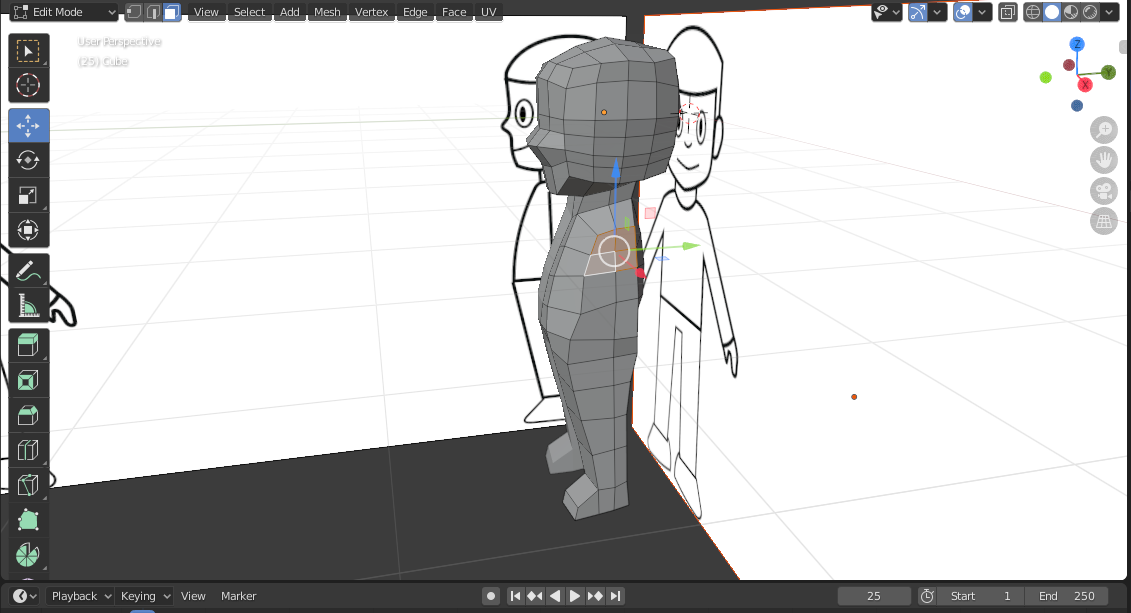 Edit Mode View Select Add Mesh Vertex Edge Face UV
User Perspective
(25) Cube
Z
Y
X
Playback Keying View Marker 25 Start 1 End 250